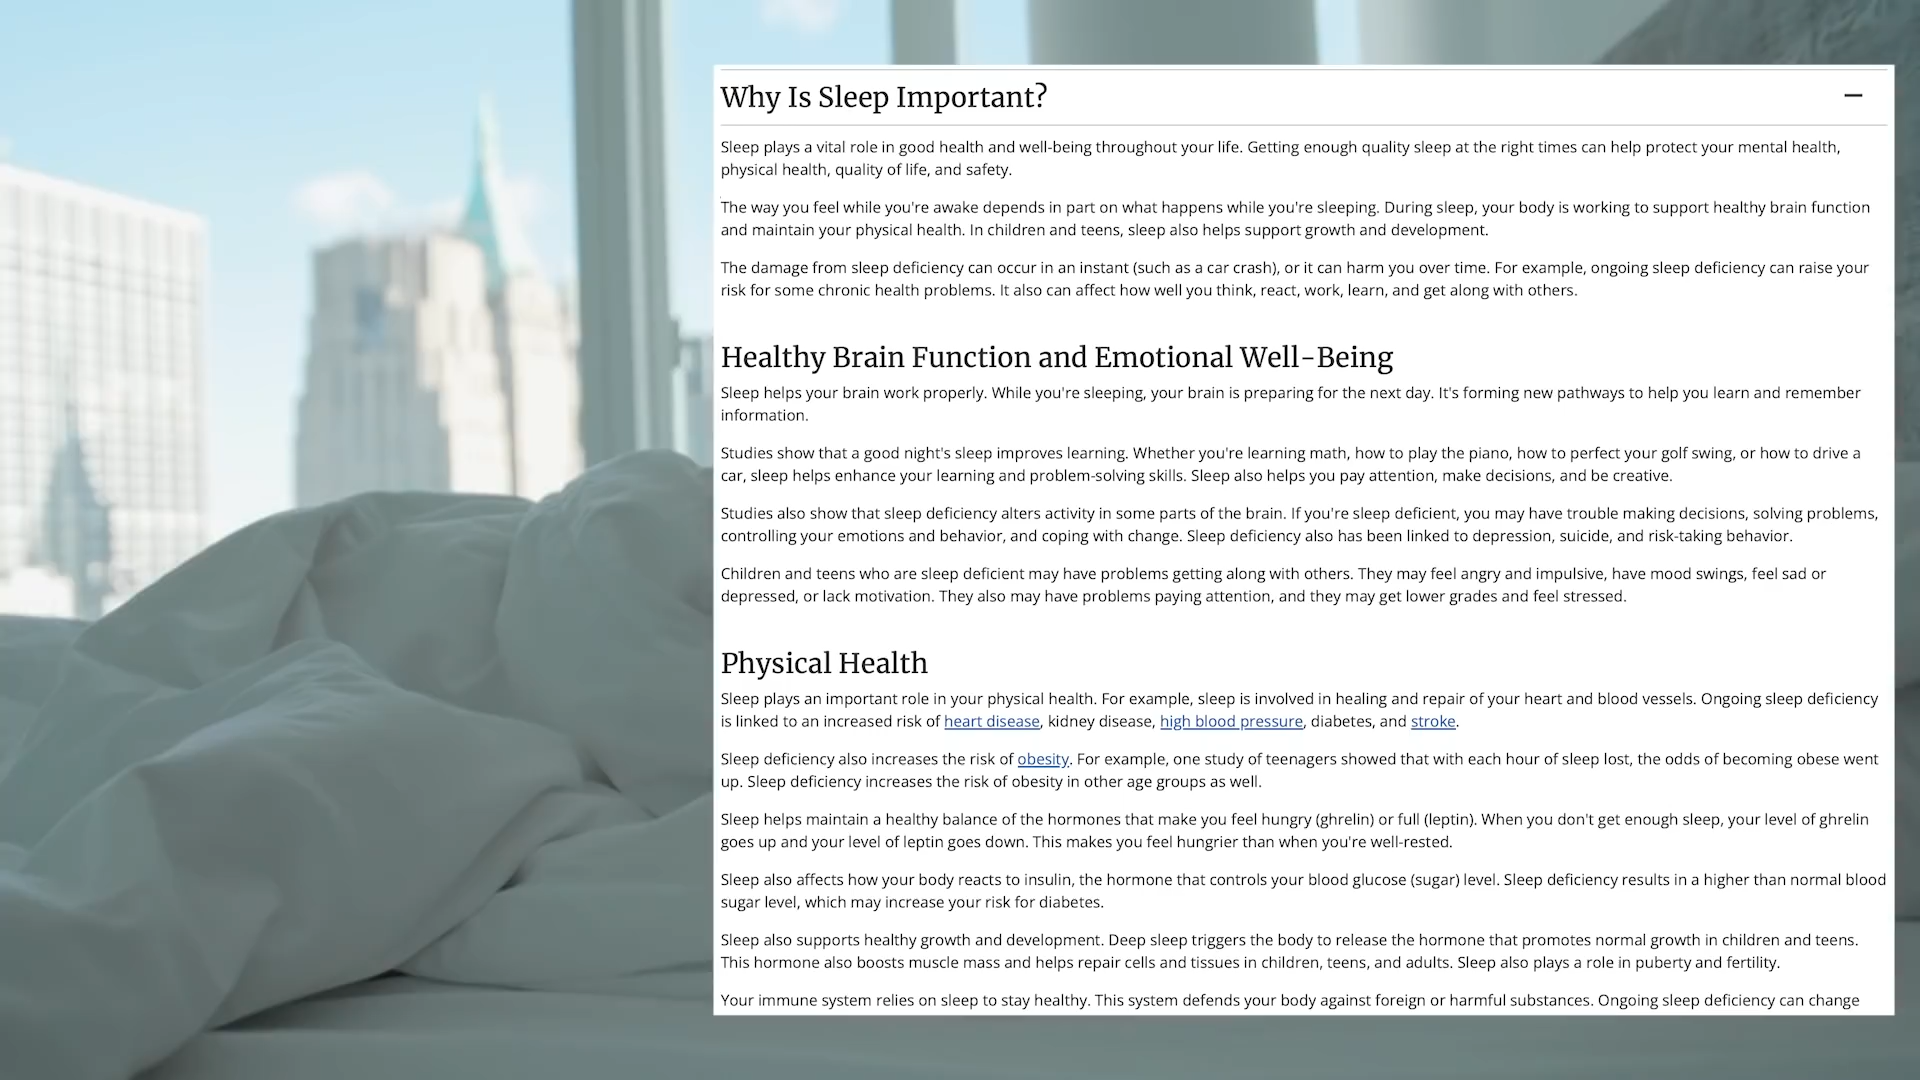 Why Is Sleep Important?
Sleep plays a vital role in good health and well-being throughout your life. Getting enough quality sleep at the right times can help protect your mental health,
physical health, quality of life, and safety.
The way you feel while you're awake depends in part on what happens while you're sleeping. During sleep, your body is working to support healthy brain function
and maintain your physical health. In children and teens, sleep also helps support growth and development.
The damage from sleep deficiency can occur in an instant (such as a car crash), or it can harm you over time. For example, ongoing sleep deficiency can raise your
risk for some chronic health problems. It also can affect how well you think, react, work, learn, and get along with others.
Healthy Brain Function and Emotional Well-Being
Sleep helps your brain work properly. While you're sleeping, your brain is preparing for the next day. It's forming new pathways to help you learn and remember
information.
Studies show that a good night's sleep improves learning. Whether you're learning math, how to play the piano, how to perfect your golf swing, or how to drive a
car, sleep helps enhance your learning and problem-solving skills. Sleep also helps you pay attention, make decisions, and be creative.
Studies also show that sleep deficiency alters activity in some parts of the brain. If you're sleep deficient, you may have trouble making decisions, solving problems,
controlling your emotions and behavior, and coping with change. Sleep deficiency also has been linked to depression, suicide, and risk-taking behavior.
Children and teens who are sleep deficient may have problems getting along with others. They may feel angry and impulsive, have mood swings, feel sad or
depressed, or lack motivation. They also may have problems paying attention, and they may get lower grades and feel stressed.
Physical Health
Sleep plays an important role in your physical health. For example, sleep is involved in healing and repair of your heart and blood vessels. Ongoing sleep deficiency
is linked to an increased risk of heart disease, kidney disease, high blood pressure, diabetes, and stroke.
Sleep deficiency also increases the risk of obesity. For example, one study of teenagers showed that with each hour of sleep lost, the odds of becoming obese went
up. Sleep deficiency increases the risk of obesity in other age groups as well.
Sleep helps maintain a healthy balance of the hormones that make you feel hungry (ghrelin) or full (leptin). When you don't get enough sleep, your level of ghrelin
goes up and your level of leptin goes down. This makes you feel hungrier than when you're well-rested.
Sleep also affects how your body reacts to insulin, the hormone that controls your blood glucose (sugar) level. Sleep deficiency results in a higher than normal blood
sugar level, which may increase your risk for diabetes.
Sleep also supports healthy growth and development. Deep sleep triggers the body to release the hormone that promotes normal growth in children and teens.
This hormone also boosts muscle mass and helps repair cells and tissues in children, teens, and adults. Sleep also plays a role in puberty and fertility.
Your immune system relies on sleep to stay healthy. This system defends your body against foreign or harmful substances. Ongoing sleep deficiency can change